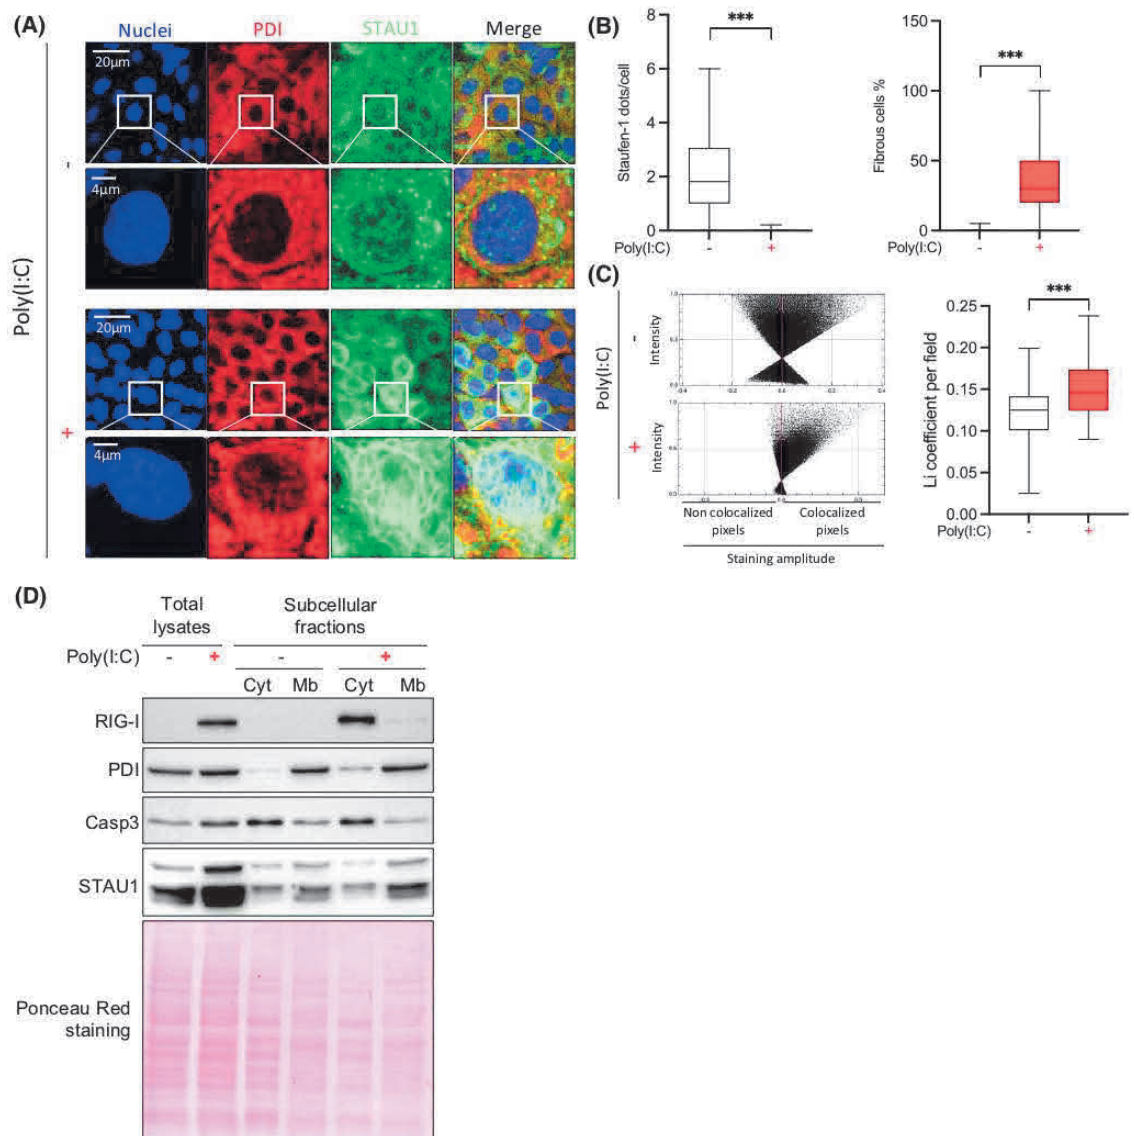 (A)
Nuclei PDI STAU1 Merge
20µm
4µm
-
Poly(I:C)
20µm
4µm
+
(B)
8
6
4
2
0
Staufen-1 dots/cell
***
Poly(I:C) - +
150
100
50
0
Fibrous cells %
***
Poly(I:C) - +
(C)
Poly(I:C)
-
+
Intensity
Intensity
Non colocalized pixels
Colocalized pixels
Staining amplitude
0.25
0.20
0.15
0.10
0.05
0.00
Li coefficient per field
***
Poly(I:C) - +
(D)
Total lysates
Subcellular fractions
Poly(I:C) - + - +
Cyt Mb Cyt Mb
RIG-I
PDI
Casp3
STAU1
Ponceau Red
staining